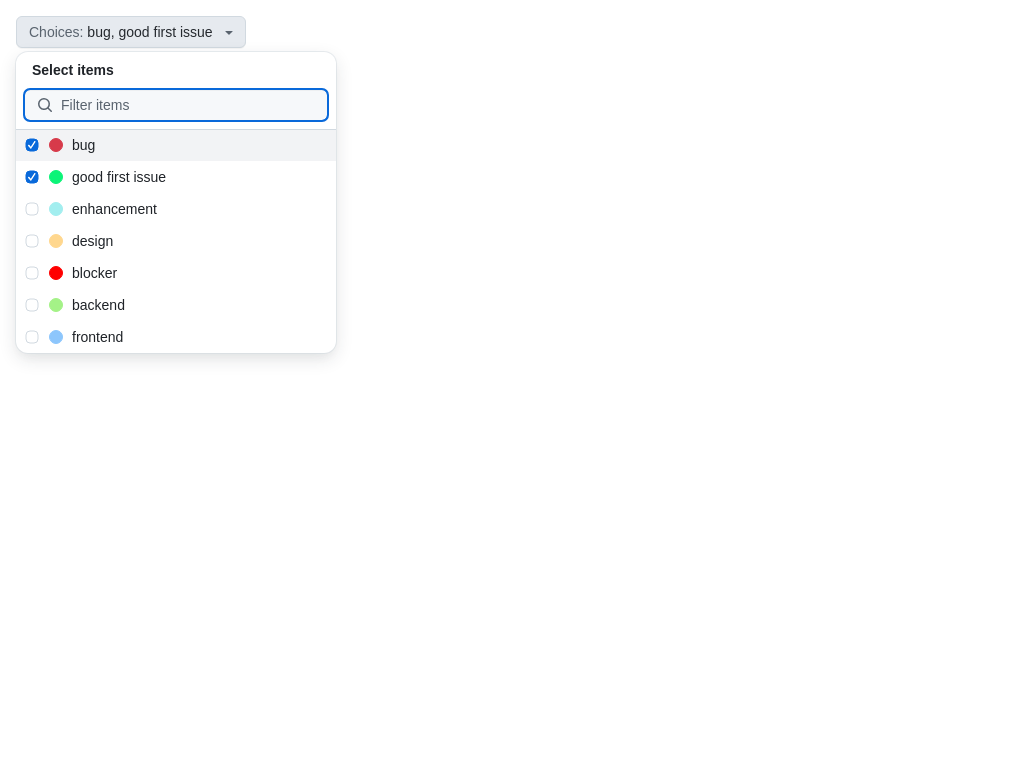 Choices: bug, good first issue
Select items
Filter items
bug
good first issue
enhancement
design
blocker
backend
frontend